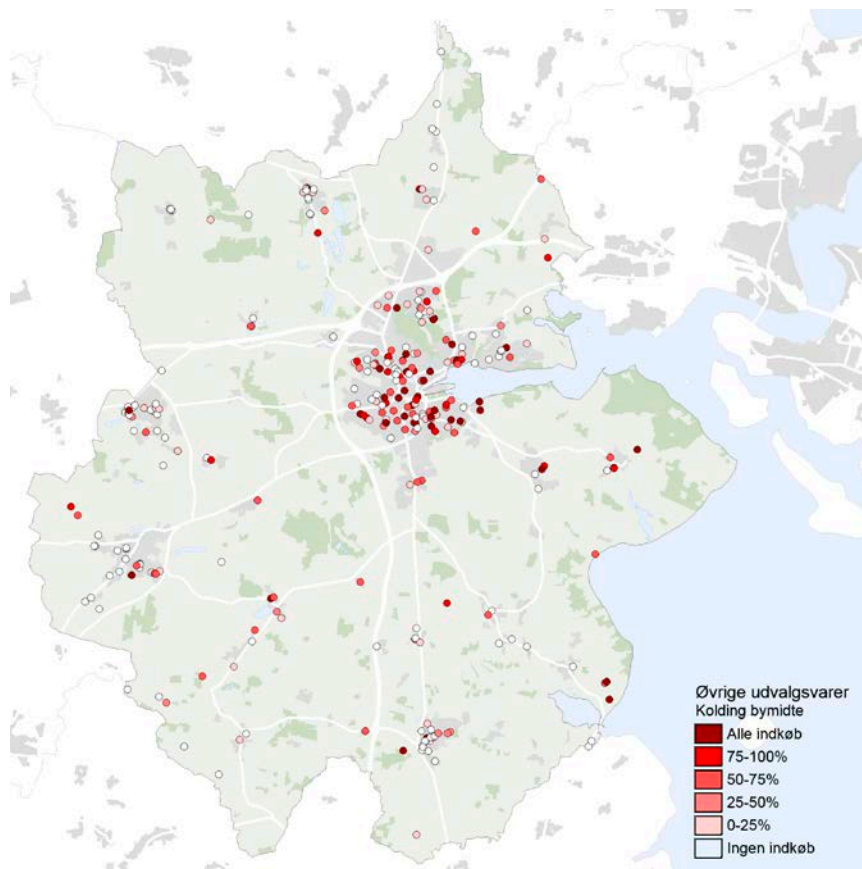 Øvrige udvalgsvarer
Kolding bymidte
Alle indkøb
75-100%
50-75%
25-50%
0-25%
Ingen indkøb